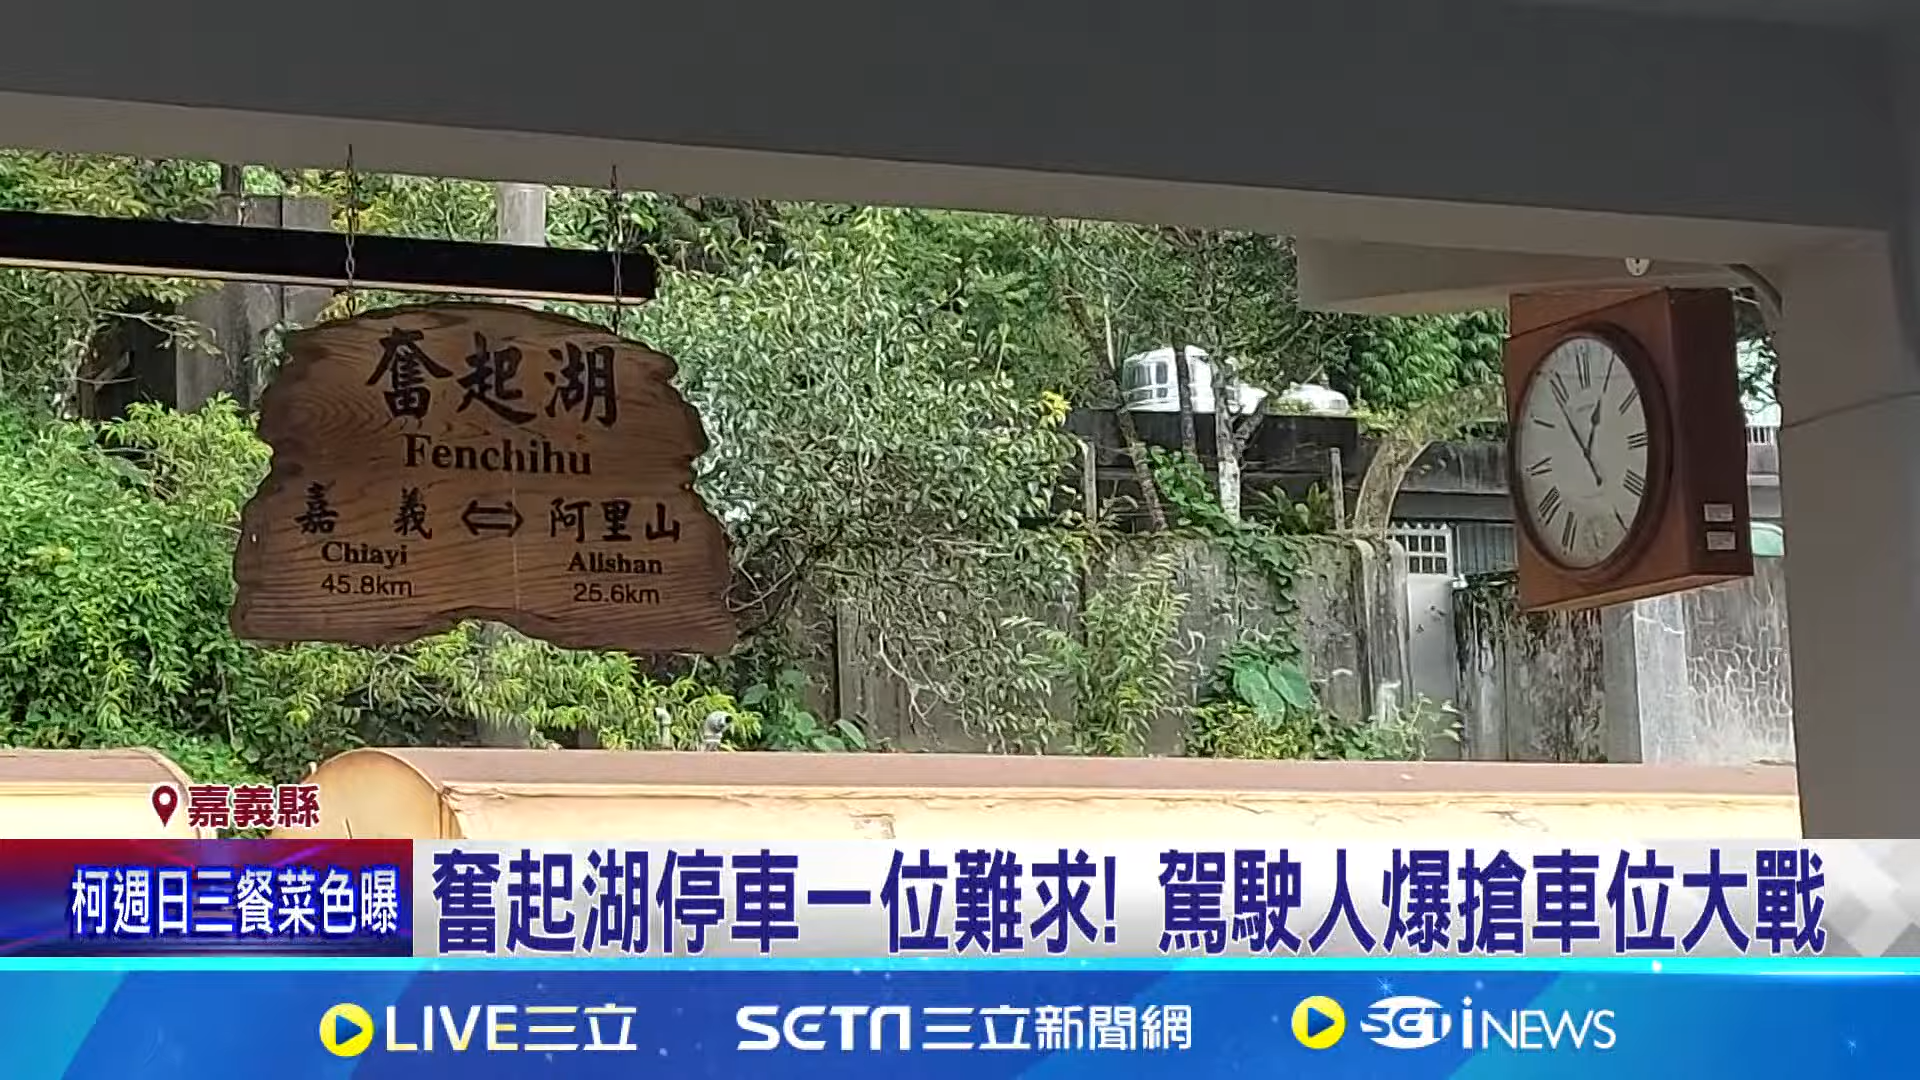 奮起湖
Fenchihu
嘉義 ⇔ 阿里山
Chiayi Alishan
45.8km 25.6km
嘉義縣
柯週日三餐菜色曝
奮起湖停車一位難求! 駕駛人爆搶車位大戰
LIVE三立 SETN三立新聞網 SETiNEWS